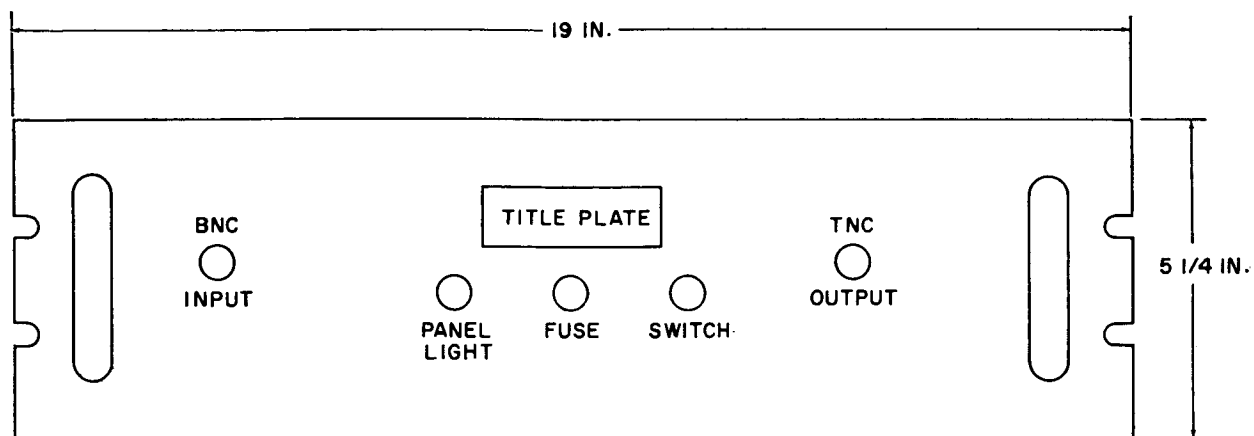 19 IN.
TITLE PLATE
BNC
INPUT
TNC
OUTPUT
5 1/4 IN.
PANEL
LIGHT
FUSE
SWITCH